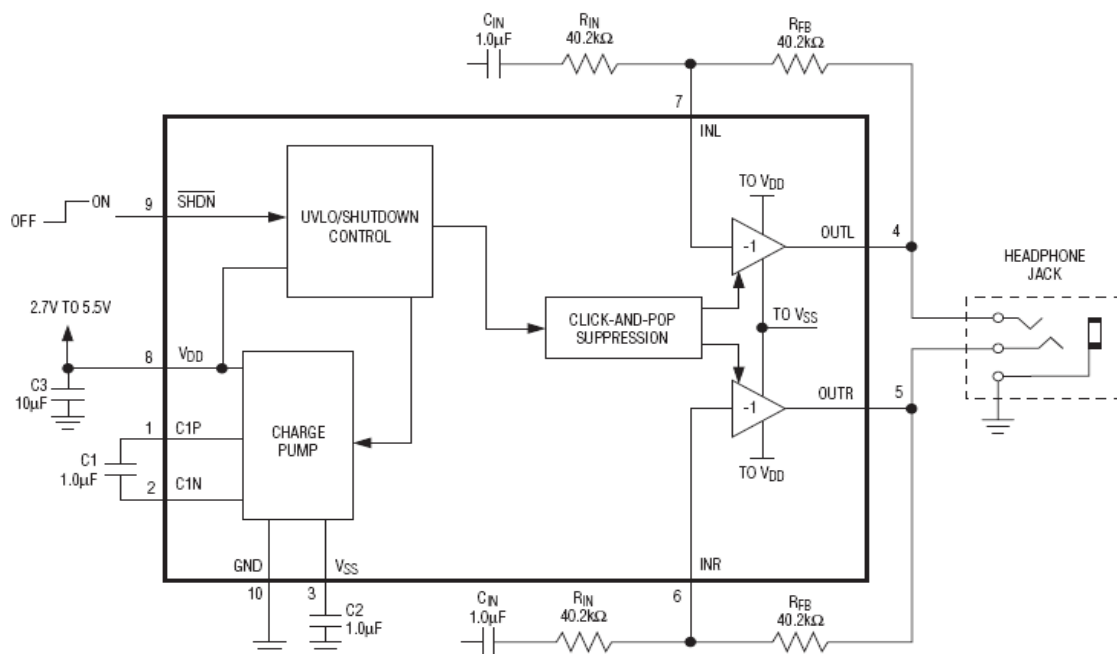 CIN
1.0µF
RIN
40.2kΩ
RFB
40.2kΩ
7
INL
TO VDD
OFF
ON
9
SHDN
UVLO/SHUTDOWN
CONTROL
-1
OUTL
4
HEADPHONE
JACK
2.7V TO 5.5V
CLICK-AND-POP
SUPPRESSION
TO VSS
8
VDD
C3
10µF
-1
OUTR
5
1
C1P
CHARGE
PUMP
C1
1.0µF
TO VDD
2
C1N
GND
VSS
INR
10
3
6
C2
1.0µF
CIN
1.0µF
RIN
40.2kΩ
RFB
40.2kΩ